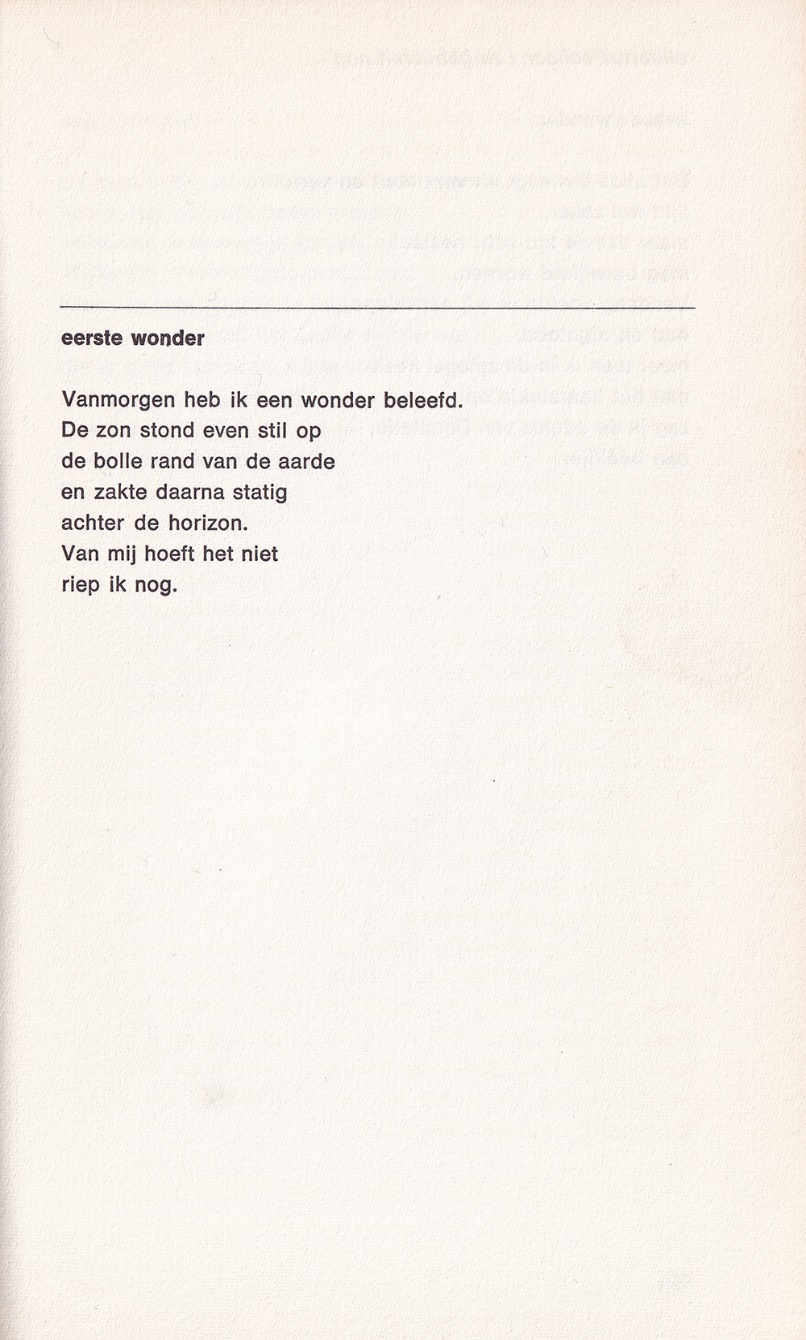 eerste wonder
Vanmorgen heb ik een wonder beleefd.
De zon stond even stil op
de bolle rand van de aarde
en zakte daarna statig
achter de horizon.
Van mij hoeft het niet
riep ik nog.